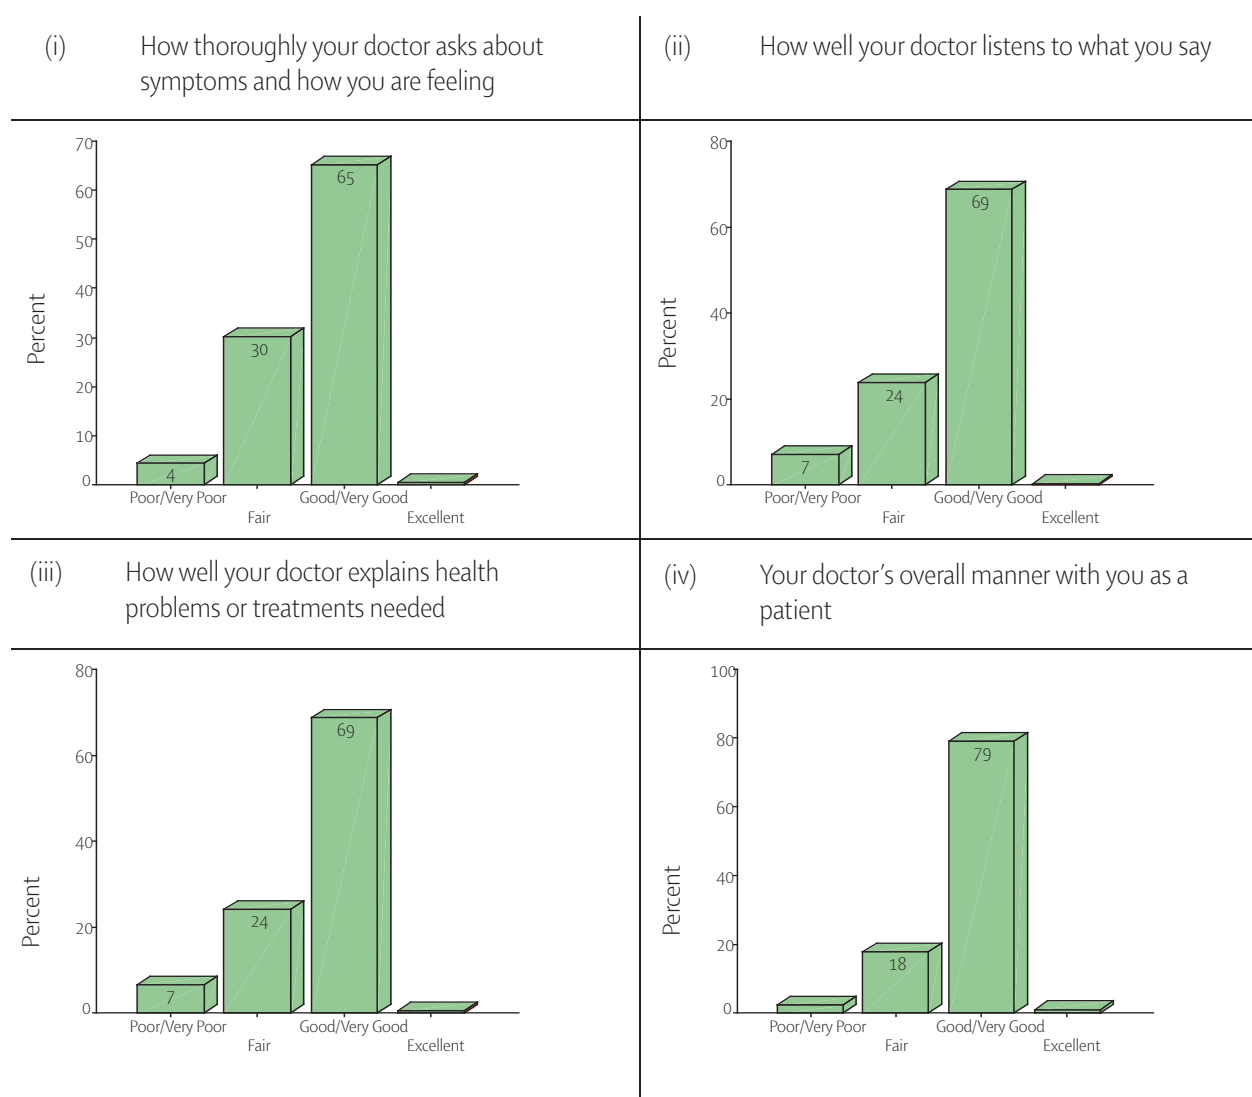 (i) How thoroughly your doctor asks about
symptoms and how you are feeling
(ii) How well your doctor listens to what you say
70
60
50
40
30
20
10
0
Percent
4
30
65
Poor/Very Poor
Fair
Good/Very Good
Excellent
80
60
40
20
0
Percent
7
24
69
Poor/Very Poor
Fair
Good/Very Good
Excellent
(iii) How well your doctor explains health
problems or treatments needed
(iv) Your doctor’s overall manner with you as a
patient
80
60
40
20
0
Percent
7
24
69
Poor/Very Poor
Fair
Good/Very Good
Excellent
100
80
60
40
20
0
Percent
18
79
Poor/Very Poor
Fair
Good/Very Good
Excellent